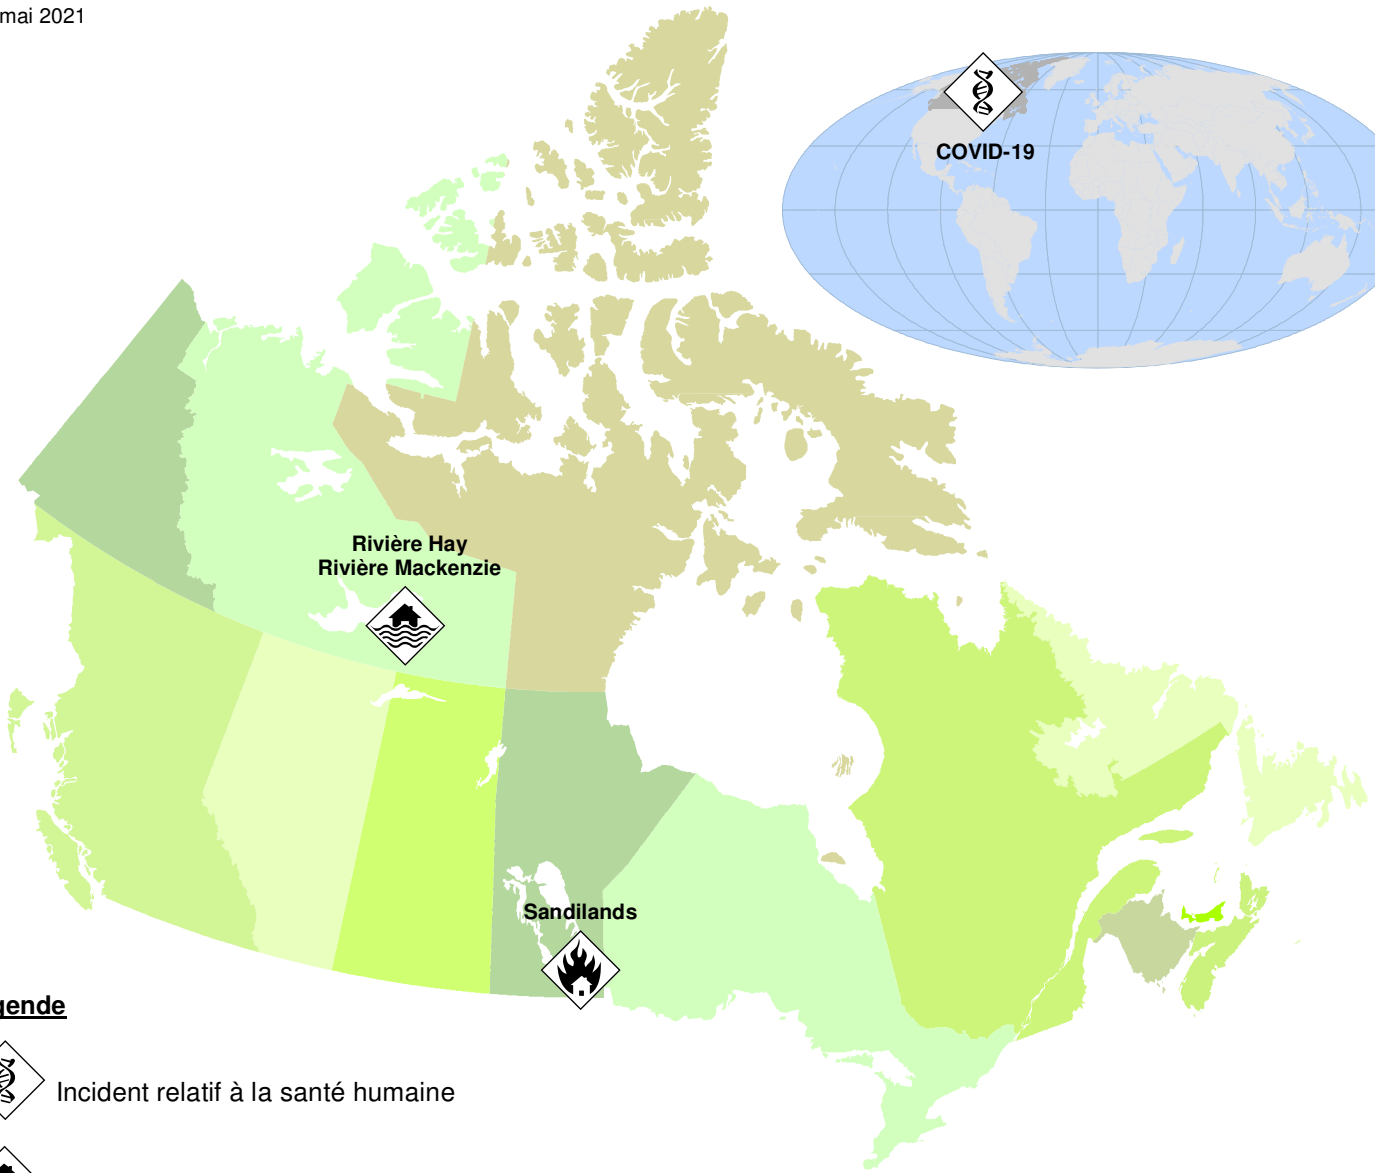 mai 2021
COVID-19
Rivière Hay
Rivière Mackenzie
Sandilands
gende
Incident relatif à la santé humaine